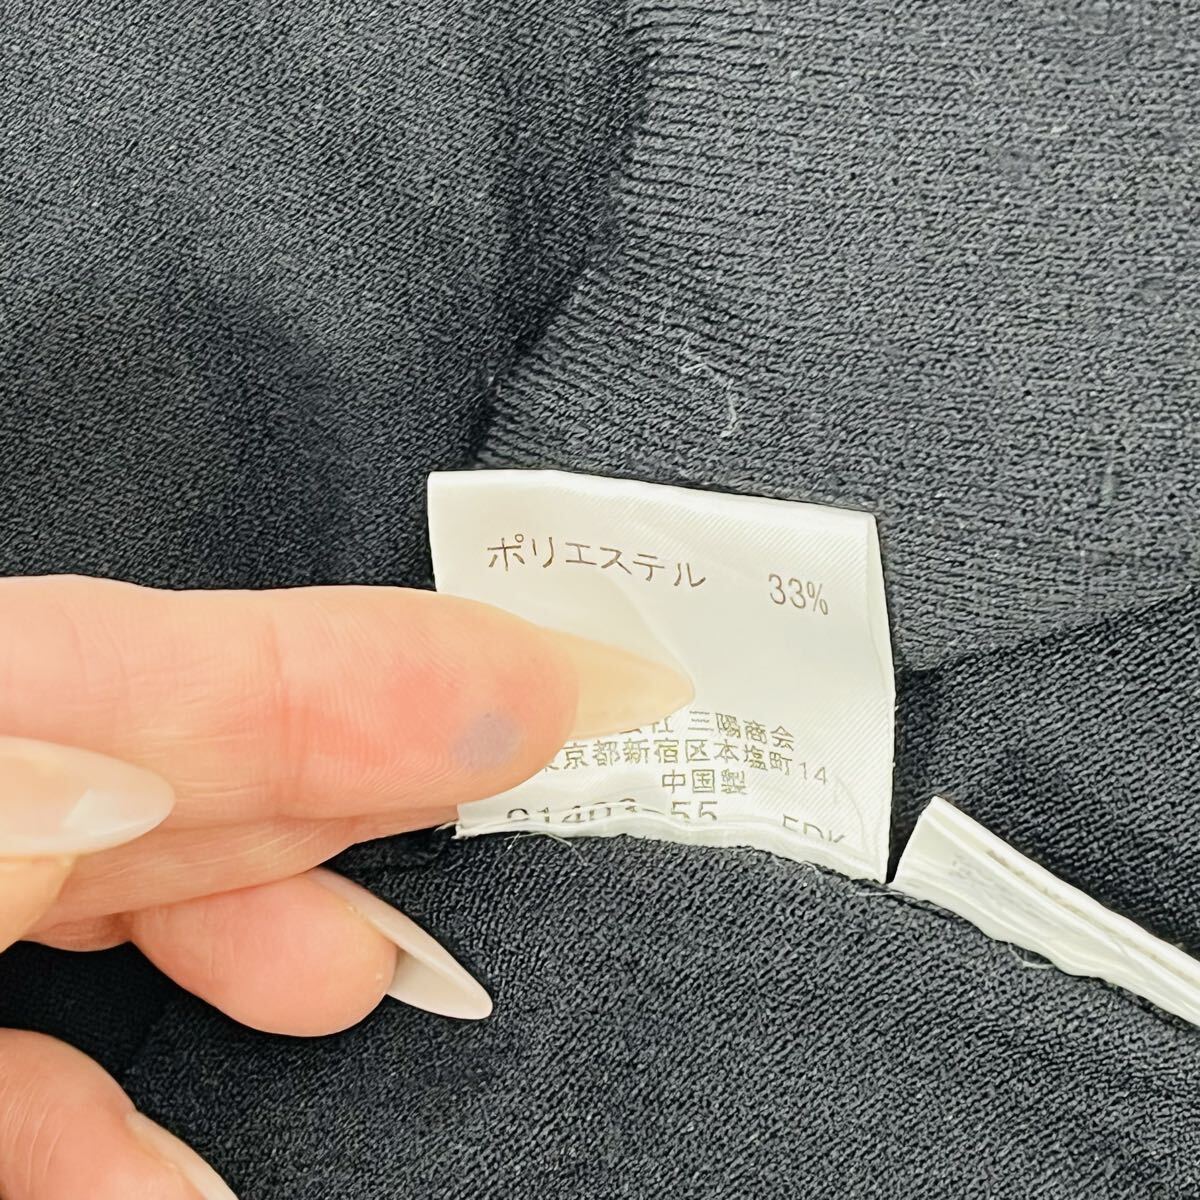 ポリエステル 33%
三陽商会
京都新宿区本塩町14
中国製